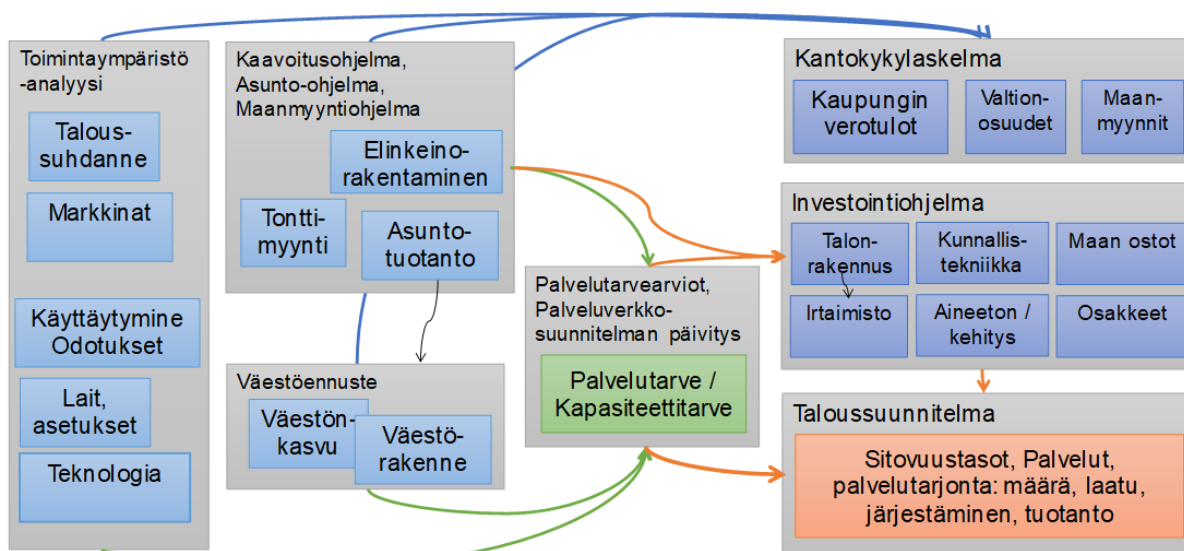 Toimintaympäristö
-analyysi
Talous-
suhdanne
Markkinat
Käyttäytymine
Odotukset
Lait,
asetukset
Teknologia
Kaavoitusohjelma,
Asunto-ohjelma,
Maanmyyntiohjelma
Elinkeino-
rakentaminen
Tontti-
myynti
Asunto-
tuotanto
Väestöennuste
Väestön-
kasvu
Väestö-
rakenne
Palvelutarvearviot,
Palveluverkko-
suunnitelman päivitys
Palvelutarve /
Kapasiteettitarve
Kantokykylaskelma
Kaupungin
verotulot
Valtion-
osuudet
Maan-
myynnit
Investointiohjelma
Talon-
rakennus
Kunnallis-
tekniikka
Maan ostot
Irtaimisto
Aineeton /
kehitys
Osakkeet
Taloussuunnitelma
Sitovuustasot, Palvelut,
palvelutarjonta: määrä, laatu,
järjestäminen, tuotanto